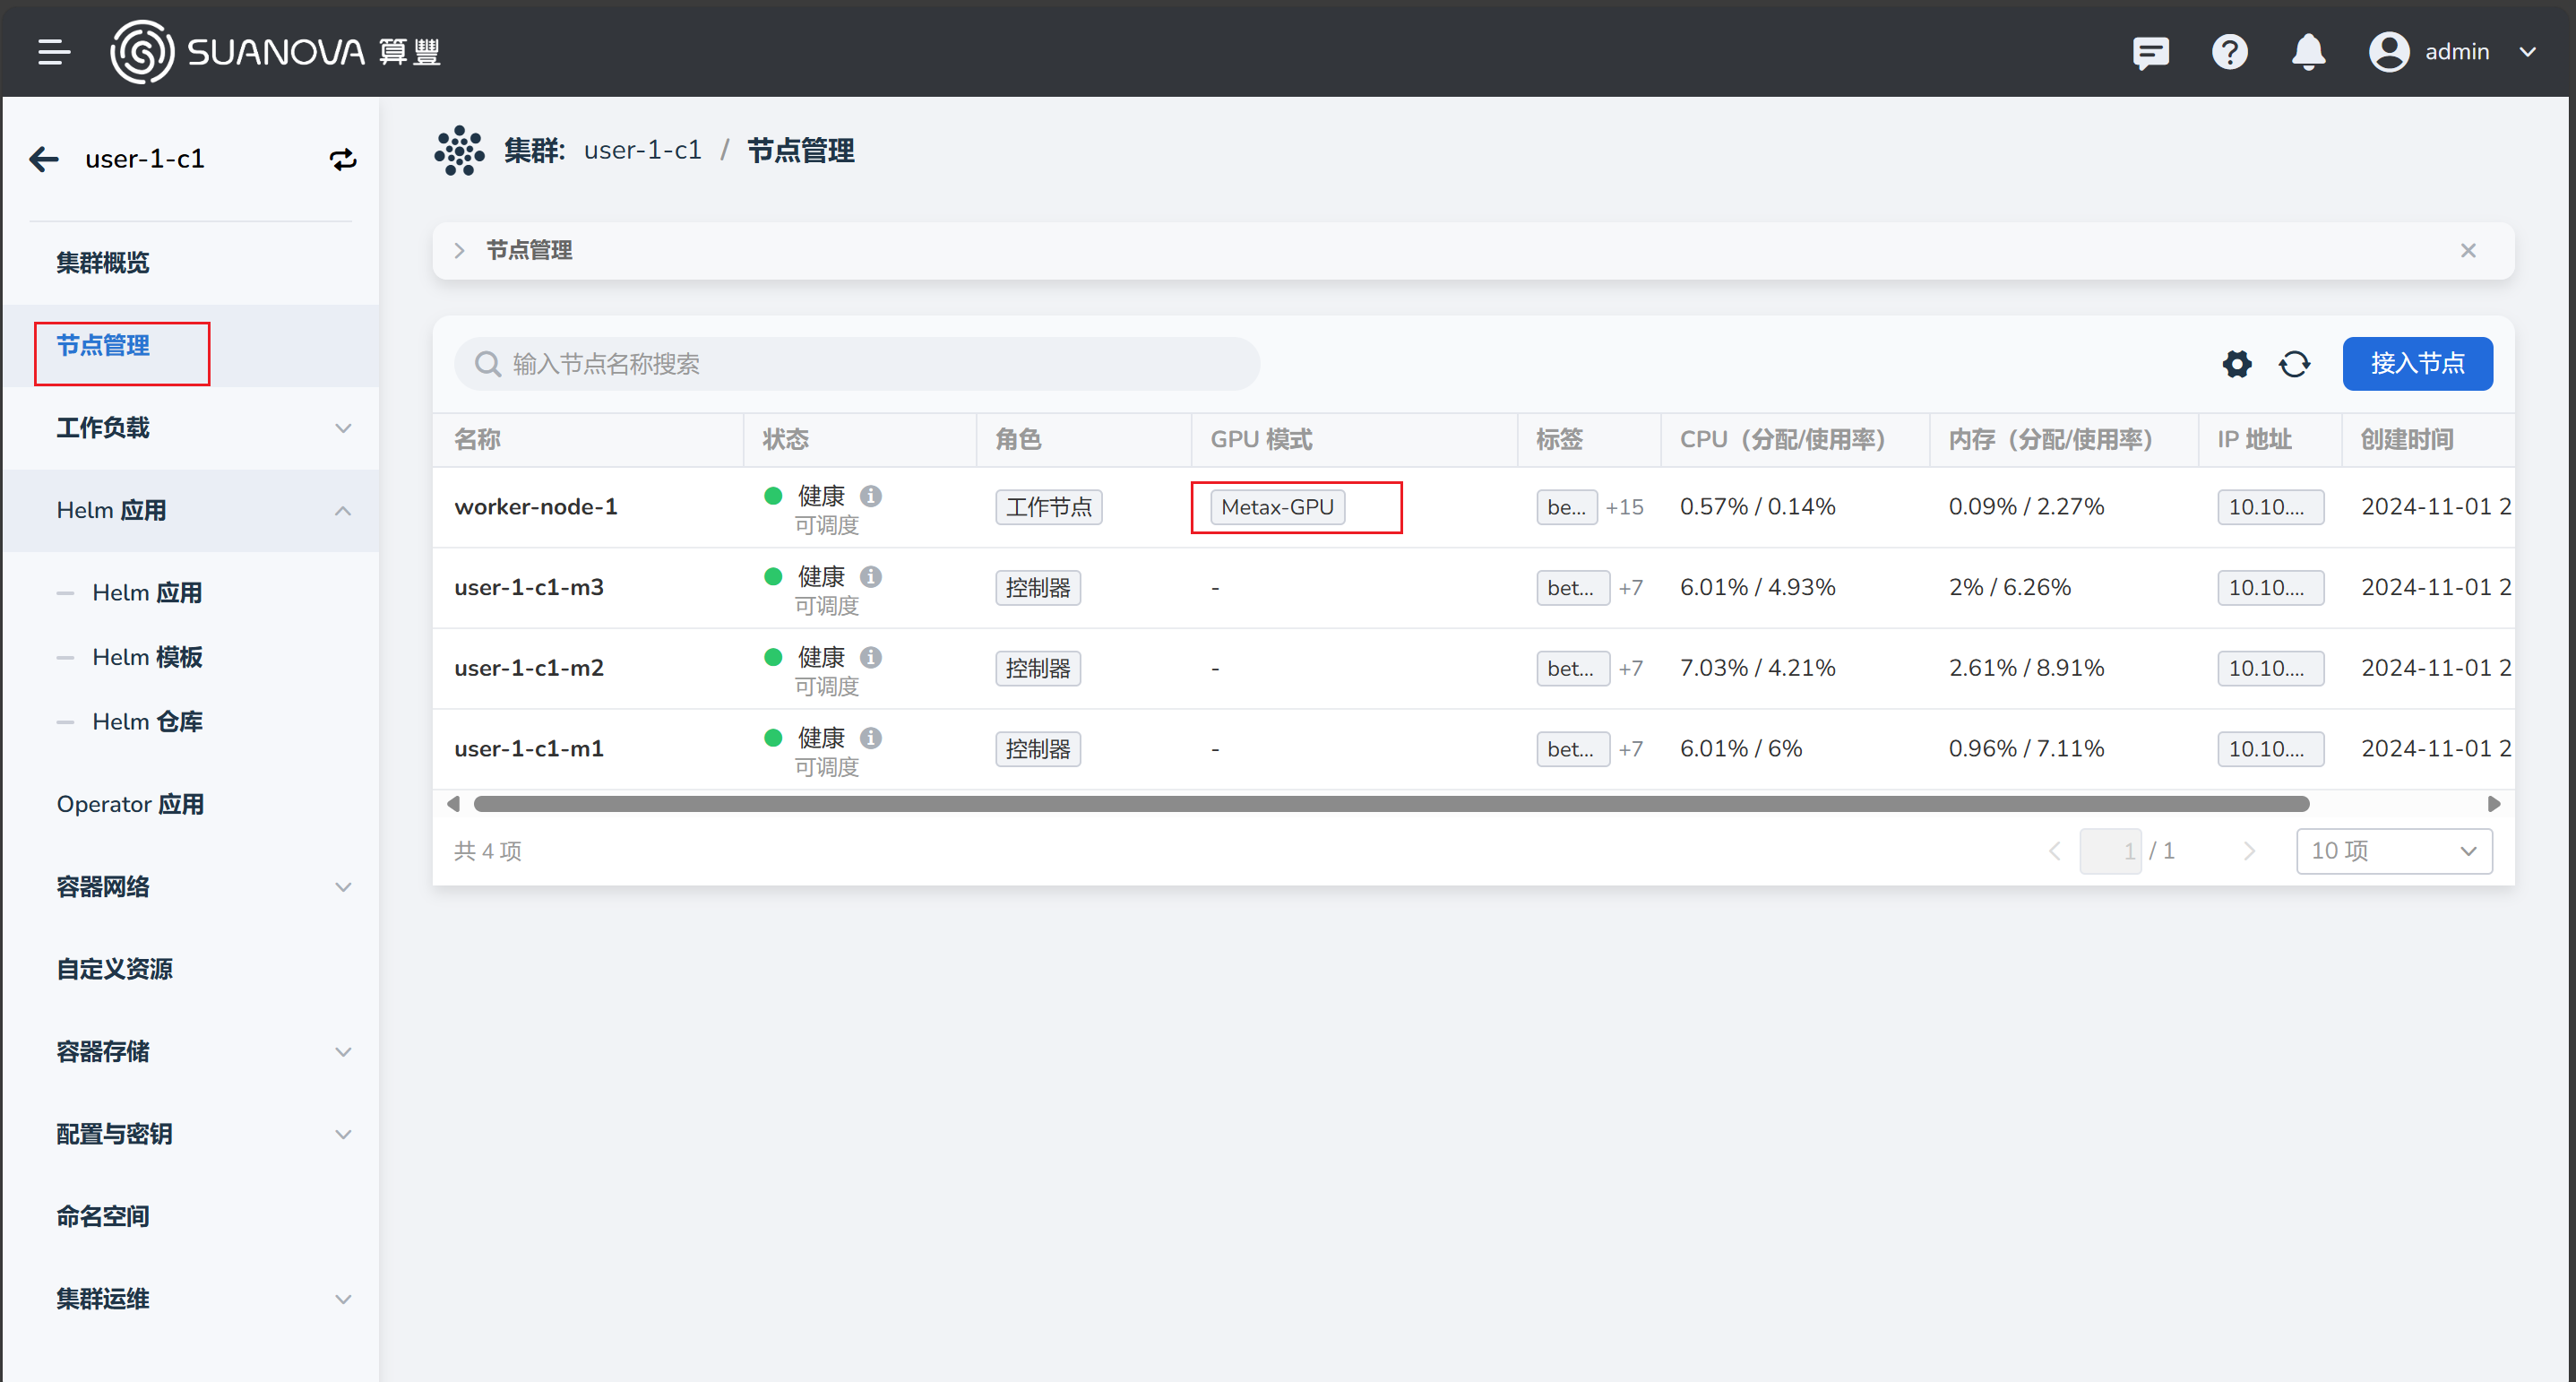 SUANOVA 算豐
admin
user-1-c1
集群概览
节点管理
工作负载
Helm 应用
Helm 应用
Helm 模板
Helm 仓库
Operator 应用
容器网络
自定义资源
容器存储
配置与密钥
命名空间
集群运维
集群: user-1-c1 / 节点管理
节点管理
输入节点名称搜索
接入节点
名称 状态 角色 GPU 模式 标签 CPU（分配/使用率） 内存（分配/使用率） IP 地址 创建时间
worker-node-1 健康 可调度 工作节点 Metax-GPU be... +15 0.57% / 0.14% 0.09% / 2.27% 10.10.... 2024-11-01 2
user-1-c1-m3 健康 可调度 控制器 - bet... +7 6.01% / 4.93% 2% / 6.26% 10.10.... 2024-11-01 2
user-1-c1-m2 健康 可调度 控制器 - bet... +7 7.03% / 4.21% 2.61% / 8.91% 10.10.... 2024-11-01 2
user-1-c1-m1 健康 可调度 控制器 - bet... +7 6.01% / 6% 0.96% / 7.11% 10.10.... 2024-11-01 2
共 4 项
1 / 1
10 项